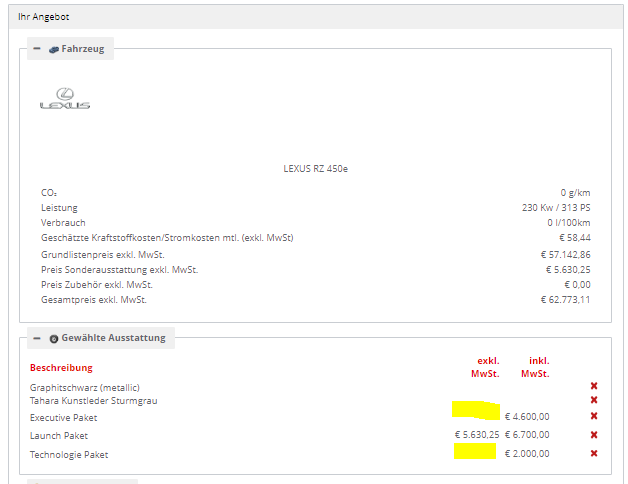 Ihr Angebot
Fahrzeug
LEXUS
LEXUS RZ 450e
CO₂ 0 g/km
Leistung 230 Kw / 313 PS
Verbrauch 0 l/100km
Geschätzte Kraftstoffkosten/Stromkosten mtl. (exkl. MwSt) € 58,44
Grundlistenpreis exkl. MwSt. € 57.142,86
Preis Sonderausstattung exkl. MwSt. € 5.630,25
Preis Zubehör exkl. MwSt. € 0,00
Gesamtpreis exkl. MwSt. € 62.773,11
Gewählte Ausstattung
Beschreibung exkl. MwSt. inkl. MwSt.
Graphitschwarz (metallic)
Tahara Kunstleder Sturmgrau
Executive Paket € 4.600,00
Launch Paket € 5.630,25 € 6.700,00
Technologie Paket € 2.000,00